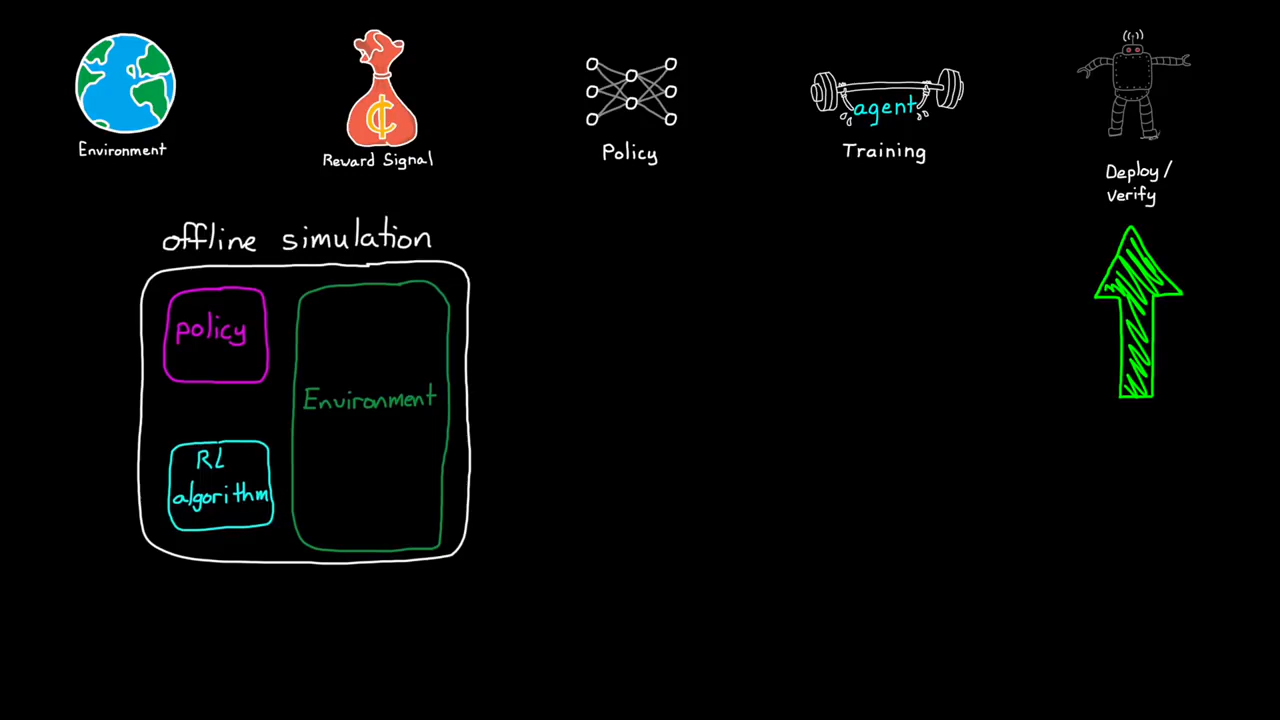 Environment
₵
Reward Signal
Policy
agent
Training
Deploy/
Verify
offline simulation
policy
Environment
RL
algorithm